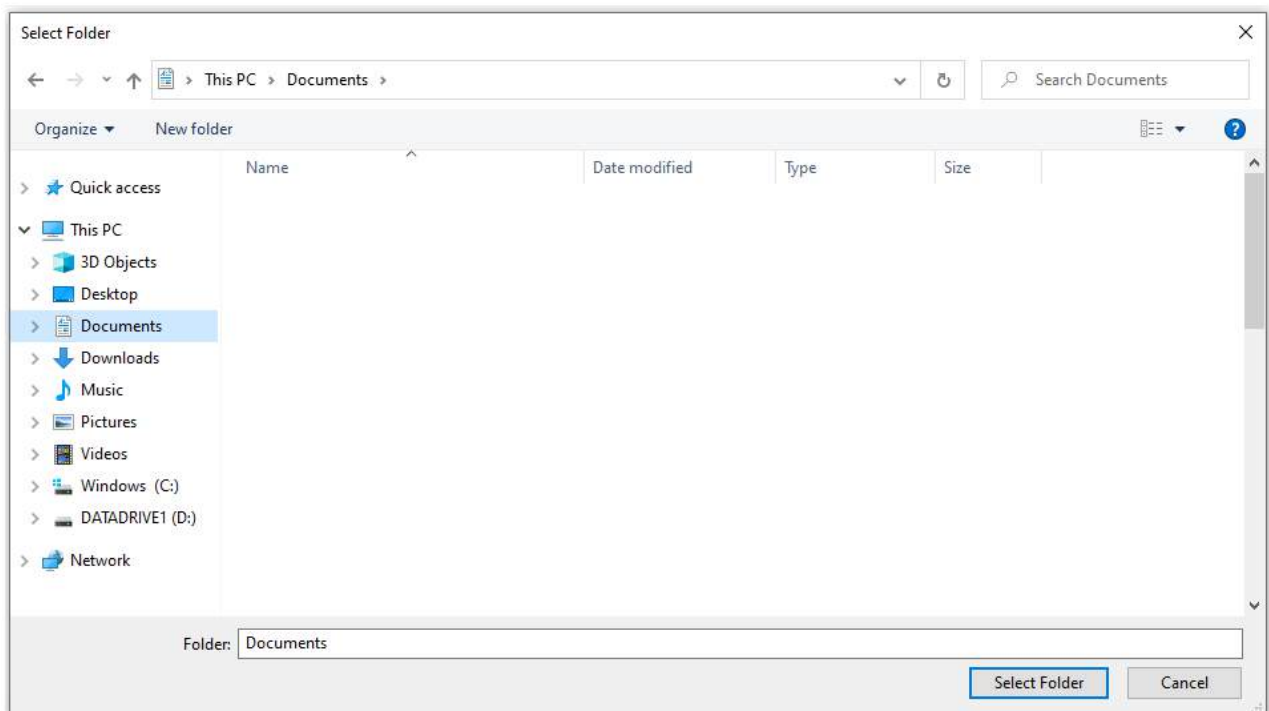 Select Folder
This PC > Documents >
Search Documents
Organize
New folder
Name
Date modified
Type
Size
Quick access
This PC
3D Objects
Desktop
Documents
Downloads
Music
Pictures
Videos
Windows (C:)
DATADRIVE1 (D:)
Network
Folder: Documents
Select Folder
Cancel